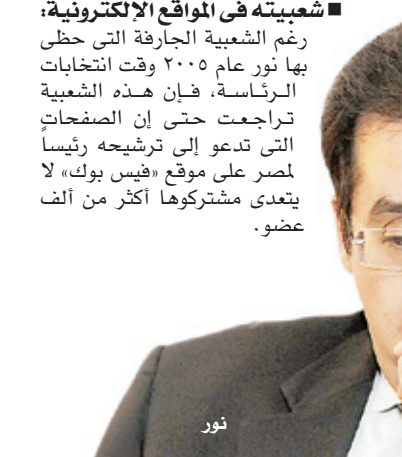 ■ شعبيته فى المواقع الإلكترونية:
رغم الشعبية الجارفة التى حظى
بها نور عام ٢٠٠٥ وقت انتخابات
الرئاسة، فإن هذه الشعبية
تراجعت حتى إن الصفحات
التى تدعو إلى ترشيحه رئيساً
لمصر على موقع «فيس بوك» لا
يتعدى مشتركوها أكثر من ألف
عضو.
نور